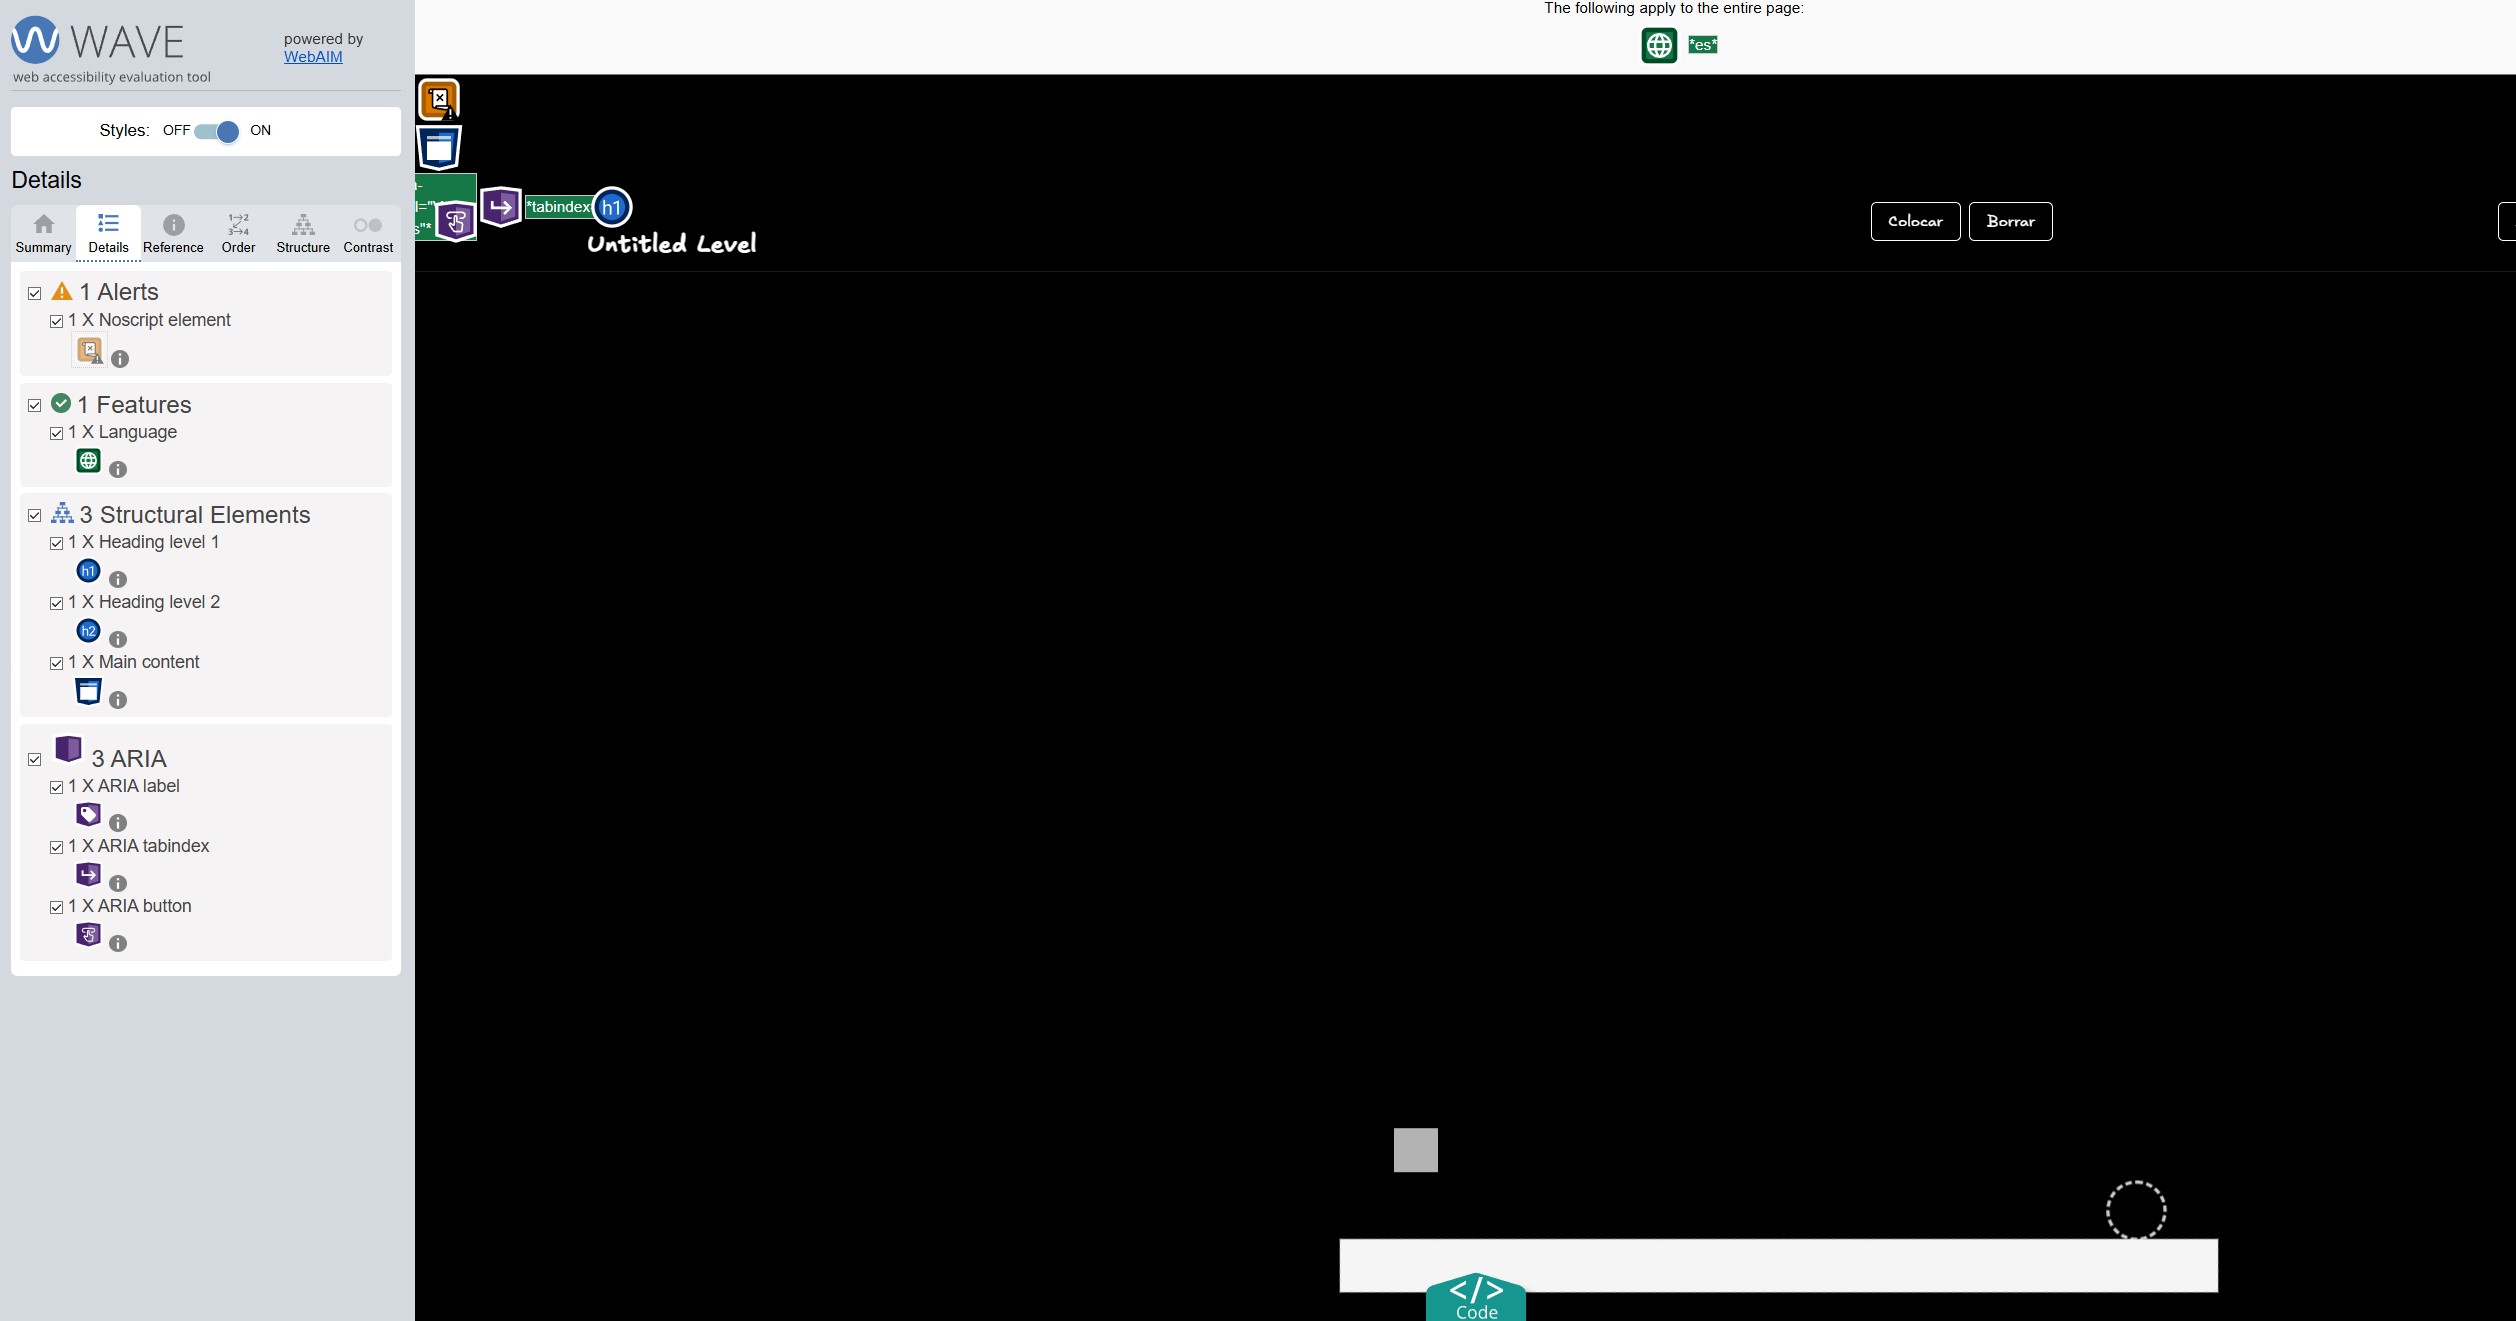 WAVE
powered by
WebAIM
web accessibility evaluation tool
Styles: OFF ON
Details
Summary Details Reference Order Structure Contrast
1 Alerts
1 X Noscript element
1 Features
1 X Language
3 Structural Elements
1 X Heading level 1
h1
1 X Heading level 2
h2
1 X Main content
3 ARIA
1 X ARIA label
1 X ARIA tabindex
1 X ARIA button
The following apply to the entire page:
*es*
*tabindex h1
Untitled Level
Colocar Borrar
</>
Code